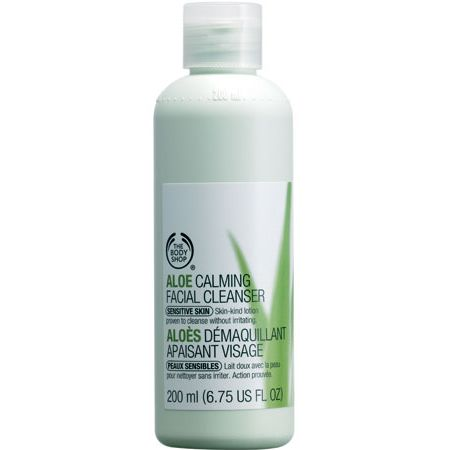 200 ml
THE
BODY
SHOP
®
ALOE CALMING
FACIAL CLEANSER
SENSITIVE SKIN Skin-kind lotion
proven to cleanse without irritating.
ALOÈS DÉMAQUILLANT
APAISANT VISAGE
PEAUX SENSIBLES Lait doux avec la peau
pour nettoyer sans irriter. Action prouvée.
200 ml (6.75 US FL OZ)